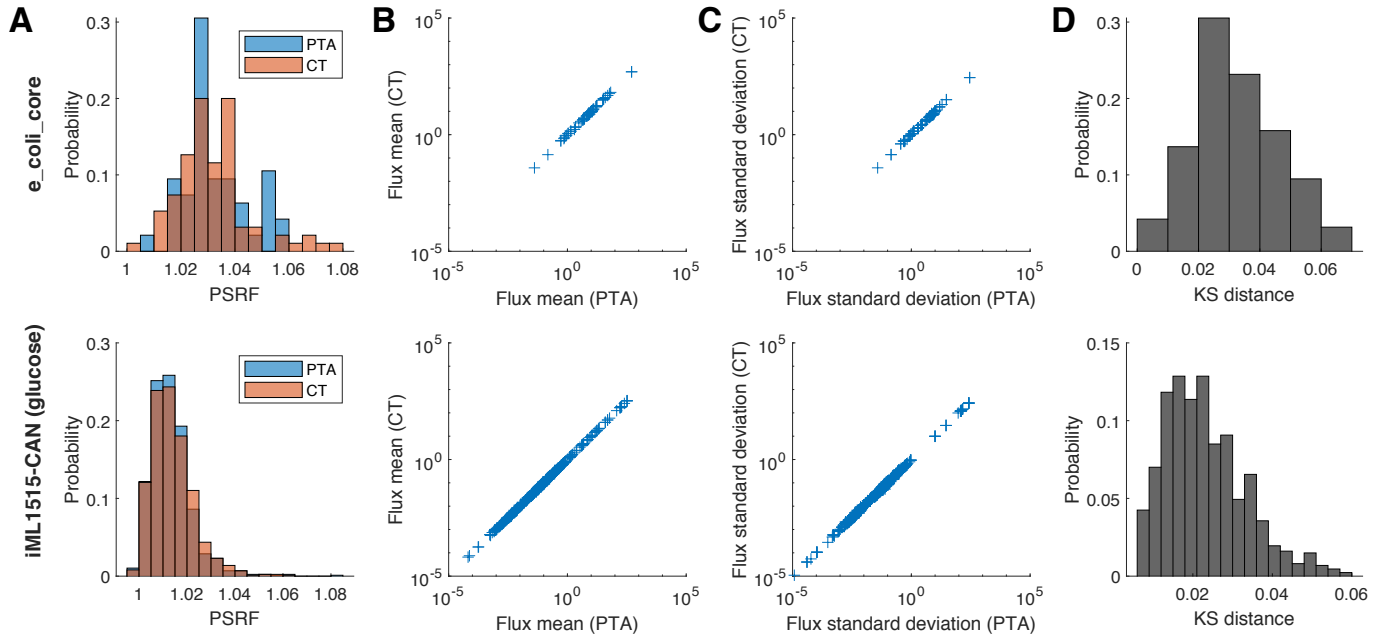 A
B
C
D
e_coli_core
Probability
0.3
0.2
0.1
0
PTA
CT
1
1.02
1.04
1.06
1.08
PSRF
Flux mean (CT)
10^5
10^0
10^-5
10^-5
10^0
10^5
Flux mean (PTA)
Flux standard deviation (CT)
10^5
10^0
10^-5
10^-5
10^0
10^5
Flux standard deviation (PTA)
Probability
0.3
0.2
0.1
0
0
0.02
0.04
0.06
KS distance
iML1515-CAN (glucose)
Probability
0.3
0.2
0.1
0
PTA
CT
1
1.02
1.04
1.06
1.08
PSRF
Flux mean (CT)
10^5
10^0
10^-5
10^-5
10^0
10^5
Flux mean (PTA)
Flux standard deviation (CT)
10^5
10^0
10^-5
10^-5
10^0
10^5
Flux standard deviation (PTA)
Probability
0.15
0.1
0.05
0
0.02
0.04
0.06
KS distance